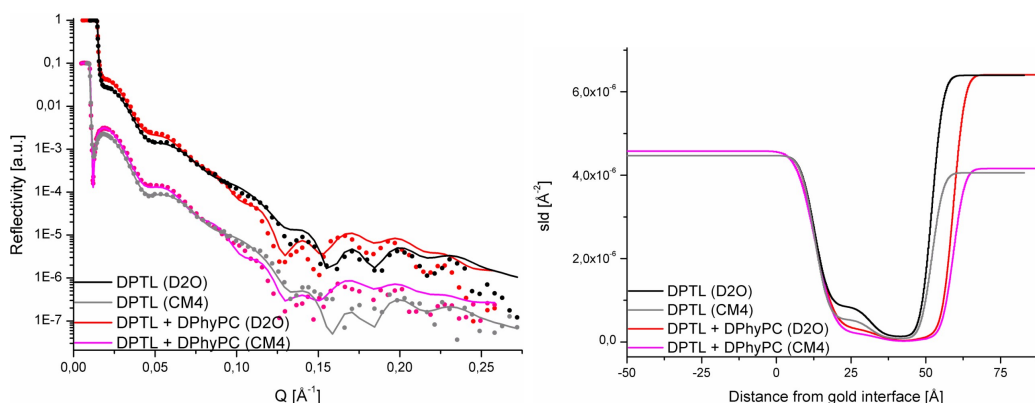 1
0,1
0,01
1E-3
1E-4
1E-5
1E-6
1E-7
Reflectivity [a.u.]
DPTL (D2O)
DPTL (CM4)
DPTL + DPhyPC (D2O)
DPTL + DPhyPC (CM4)
0,00 0,05 0,10 0,15 0,20 0,25
Q [Å⁻¹]
6,0x10⁻⁶
4,0x10⁻⁶
2,0x10⁻⁶
0,0
sld [Å⁻²]
DPTL (D2O)
DPTL (CM4)
DPTL + DPhyPC (D2O)
DPTL + DPhyPC (CM4)
-50 -25 0 25 50 75
Distance from gold interface [Å]